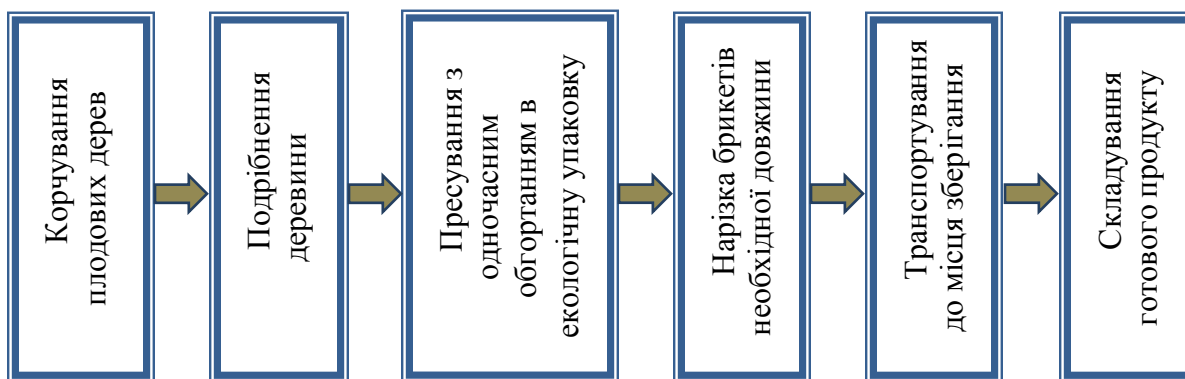 Корчування
плодових дерев
Подрібнення
деревини
Пресування з
одночасним
обгортанням в
екологічну упаковку
Нарізка брикетів
необхідної довжини
Транспортування
до місця зберігання
Складування
готового продукту